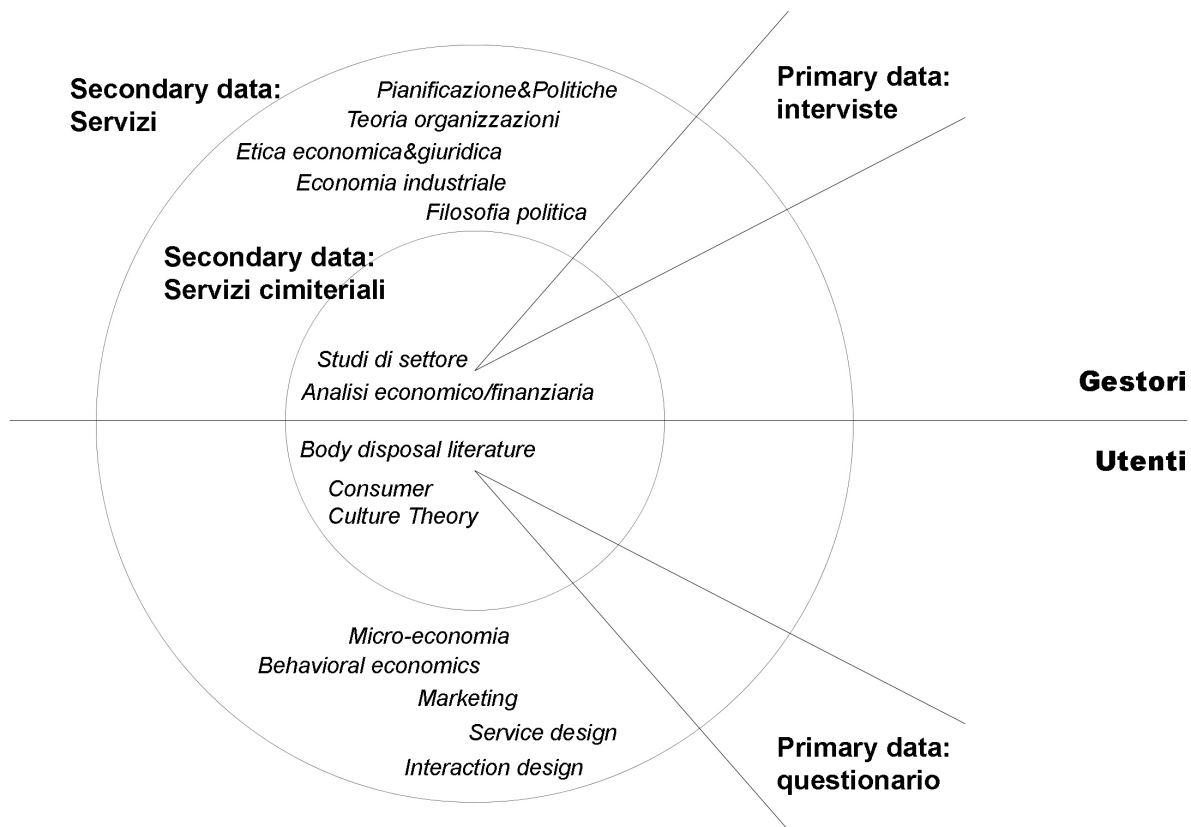 Secondary data:
Servizi
Pianificazione&Politiche
Teoria organizzazioni
Etica economica&giuridica
Economia industriale
Filosofia politica
Primary data:
interviste
Secondary data:
Servizi cimiteriali
Studi di settore
Analisi economico/finanziaria
Gestori
Utenti
Body disposal literature
Consumer
Culture Theory
Micro-economia
Behavioral economics
Marketing
Service design
Interaction design
Primary data:
questionario